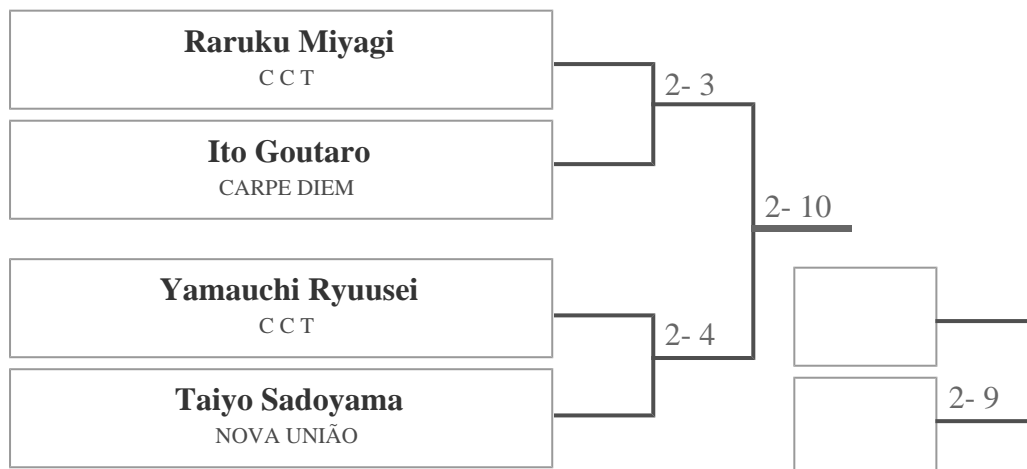 Raruku Miyagi
C C T
2- 3
Ito Goutaro
CARPE DIEM
2- 10
Yamauchi Ryuusei
C C T
2- 4
Taiyo Sadoyama
NOVA UNIÃO
2- 9